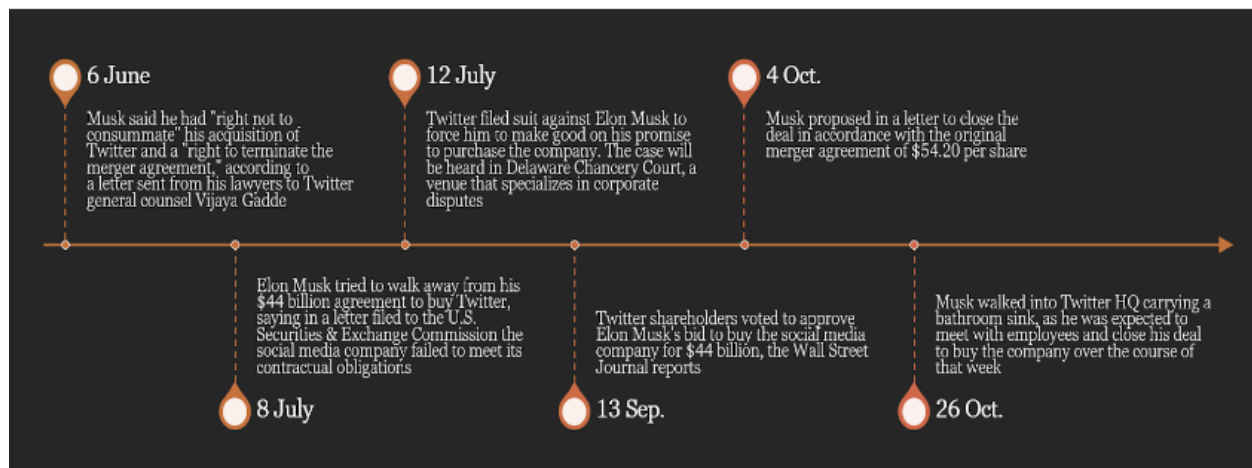 6 June
Musk said he had "right not to
consummate" his acquisition of
Twitter and a "right to terminate the
merger agreement," according to
a letter sent from his lawyers to Twitter
general counsel Vijaya Gadde
12 July
Twitter filed suit against Elon Musk to
force him to make good on his promise
to purchase the company. The case will
be heard in Delaware Chancery Court, a
venue that specializes in corporate
disputes
4 Oct.
Musk proposed in a letter to close the
deal in accordance with the original
merger agreement of $54.20 per share
Elon Musk tried to walk away from his
$44 billion agreement to buy Twitter,
saying in a letter filed to the U.S.
Securities & Exchange Commission the
social media company failed to meet its
contractual obligations
8 July
Twitter shareholders voted to approve
Elon Musk's bid to buy the social media
company for $44 billion, the Wall Street
Journal reports
13 Sep.
Musk walked into Twitter HQ carrying a
bathroom sink, as he was expected to
meet with employees and close his deal
to buy the company over the course of
that week
26 Oct.